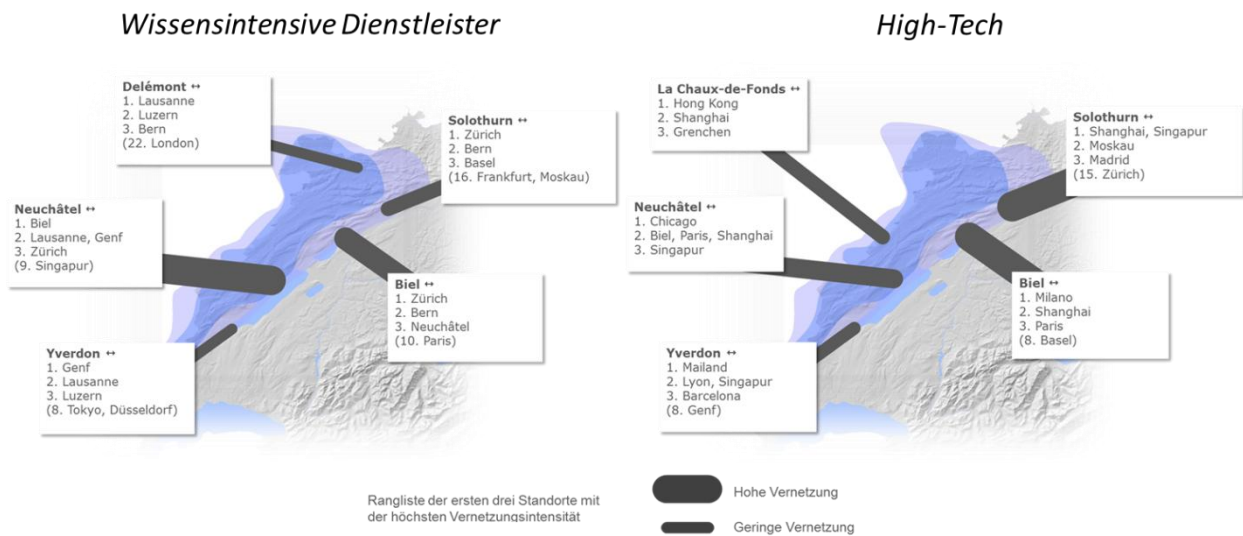 Wissensintensive Dienstleister
High-Tech
Delémont ↔
1. Lausanne
2. Luzern
3. Bern
(22. London)
Solothurn ↔
1. Zürich
2. Bern
3. Basel
(16. Frankfurt, Moskau)
Neuchâtel ↔
1. Biel
2. Lausanne, Genf
3. Zürich
(9. Singapur)
Biel ↔
1. Zürich
2. Bern
3. Neuchâtel
(10. Paris)
Yverdon ↔
1. Genf
2. Lausanne
3. Luzern
(8. Tokyo, Düsseldorf)
La Chaux-de-Fonds ↔
1. Hong Kong
2. Shanghai
3. Grenchen
Solothurn ↔
1. Shanghai, Singapur
2. Moskau
3. Madrid
(15. Zürich)
Neuchâtel ↔
1. Chicago
2. Biel, Paris, Shanghai
3. Singapur
Biel ↔
1. Milano
2. Shanghai
3. Paris
(8. Basel)
Yverdon ↔
1. Mailand
2. Lyon, Singapur
3. Barcelona
(8. Genf)
Rangliste der ersten drei Standorte mit
der höchsten Vernetzungsintensität
Hohe Vernetzung
Geringe Vernetzung